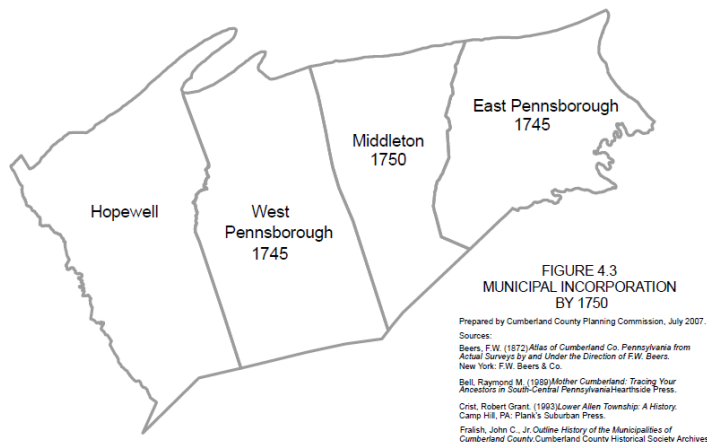 East Pennsborough
1745
Middleton
1750
Hopewell
West
Pennsborough
1745
FIGURE 4.3
MUNICIPAL INCORPORATION
BY 1750
Prepared by Cumberland County Planning Commission, July 2007.
Sources:
Beers, F.W. (1872) Atlas of Cumberland Co. Pennsylvania from
Actual Surveys by and Under the Direction of F.W. Beers.
New York: F.W. Beers & Co.
Bell, Raymond M. (1989) Mother Cumberland: Tracing Your
Ancestors in South-Central Pennsylvania Hearthside Press.
Crist, Robert Grant. (1993) Lower Allen Township: A History.
Camp Hill, PA: Plank's Suburban Press.
Fralish, John C., Jr. Outline History of the Municipalities of
Cumberland County. Cumberland County Historical Society Archives